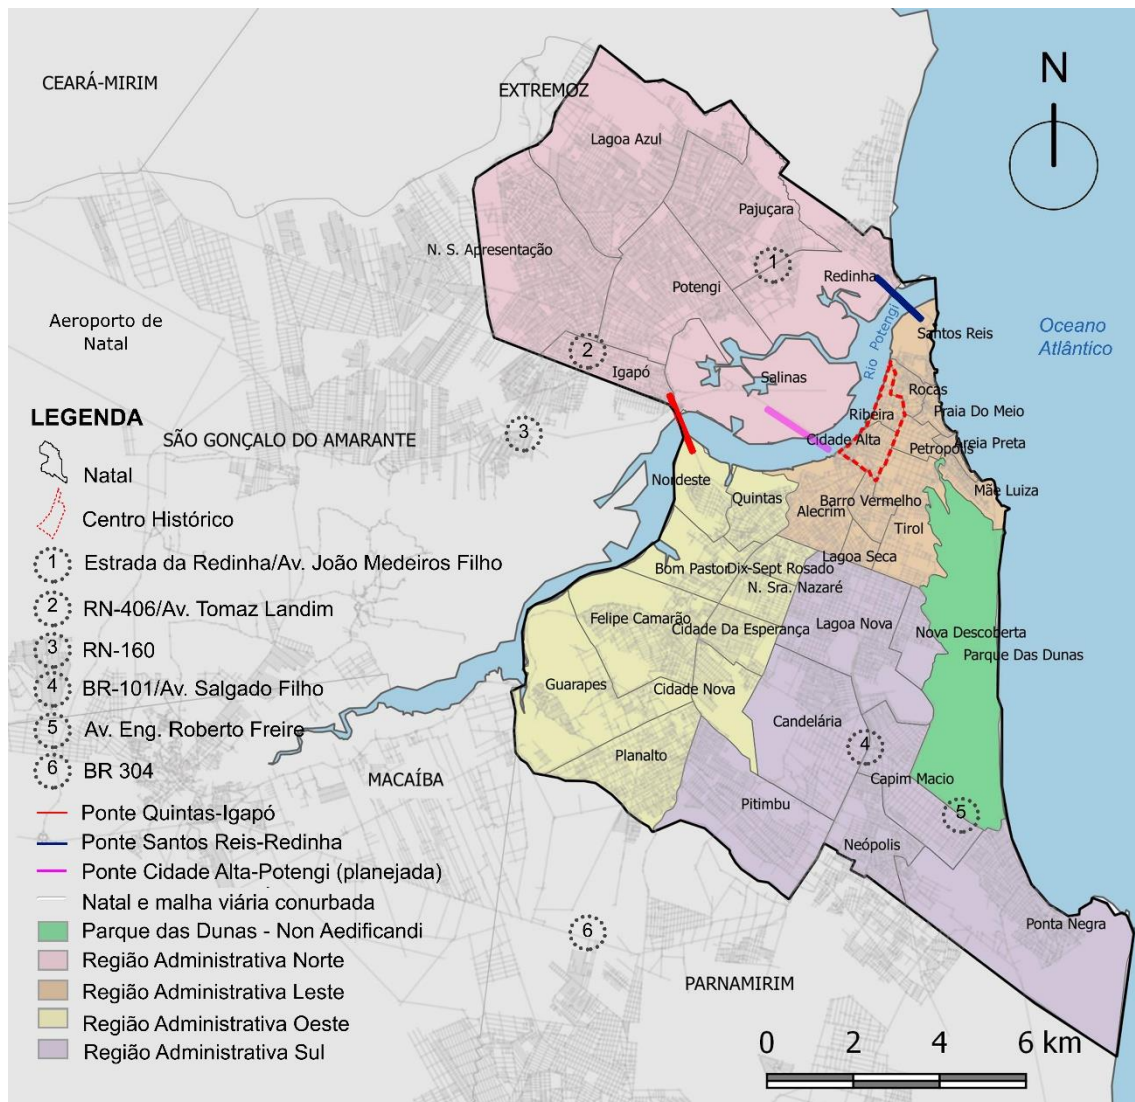 CEARÁ-MIRIM
EXTREMOZ
N
Lagoa Azul
Pajuçara
N. S. Apresentação
1
Redinha
Potengi
Aeroporto de
Natal
Rio Potengi
Santos Reis
Oceano
Atlântico
2
Igapó
Salinas
Rocas
Ribeira
Praia Do Meio
SÃO GONÇALO DO AMARANTE
3
Cidade Alta
Petropolis
Areia Preta
Nordeste
Quintas
Mãe Luiza
Barro Vermelho
Alecrim
Tirol
Lagoa Seca
Bom Pastor
Dix-Sept Rosado
N. Sra. Nazaré
Felipe Camarão
Cidade Da Esperança
Lagoa Nova
Nova Descoberta
Parque Das Dunas
Guarapes
Cidade Nova
Candelária
4
Planalto
MACAÍBA
Capim Macio
Pitimbu
5
Neópolis
Ponta Negra
6
PARNAMIRIM
LEGENDA
Natal
Centro Histórico
1 Estrada da Redinha/Av. João Medeiros Filho
2 RN-406/Av. Tomaz Landim
3 RN-160
4 BR-101/Av. Salgado Filho
5 Av. Eng. Roberto Freire
6 BR 304
Ponte Quintas-Igapó
Ponte Santos Reis-Redinha
Ponte Cidade Alta-Potengi (planejada)
Natal e malha viária conurbada
Parque das Dunas - Non Aedificandi
Região Administrativa Norte
Região Administrativa Leste
Região Administrativa Oeste
Região Administrativa Sul
0 2 4 6 km